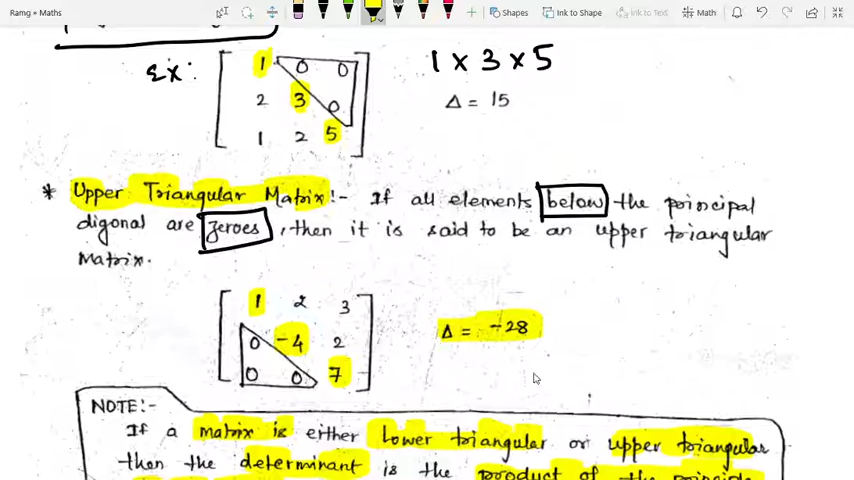 Ramg » Maths
Shapes
Ink to Shape
Ink to Text
Math
Ex:
1 0 0
2 3 0
1 2 5
1 x 3 x 5
Δ = 15
* Upper Triangular Matrix:- If all elements below the principal
digonal are zeroes, then it is said to be an upper triangular
Matrix.
1 2 3
0 -4 2
0 0 7
Δ = -28
NOTE:-
If a matrix is either Lower triangular or upper triangular
then the determinant is the product of the principle